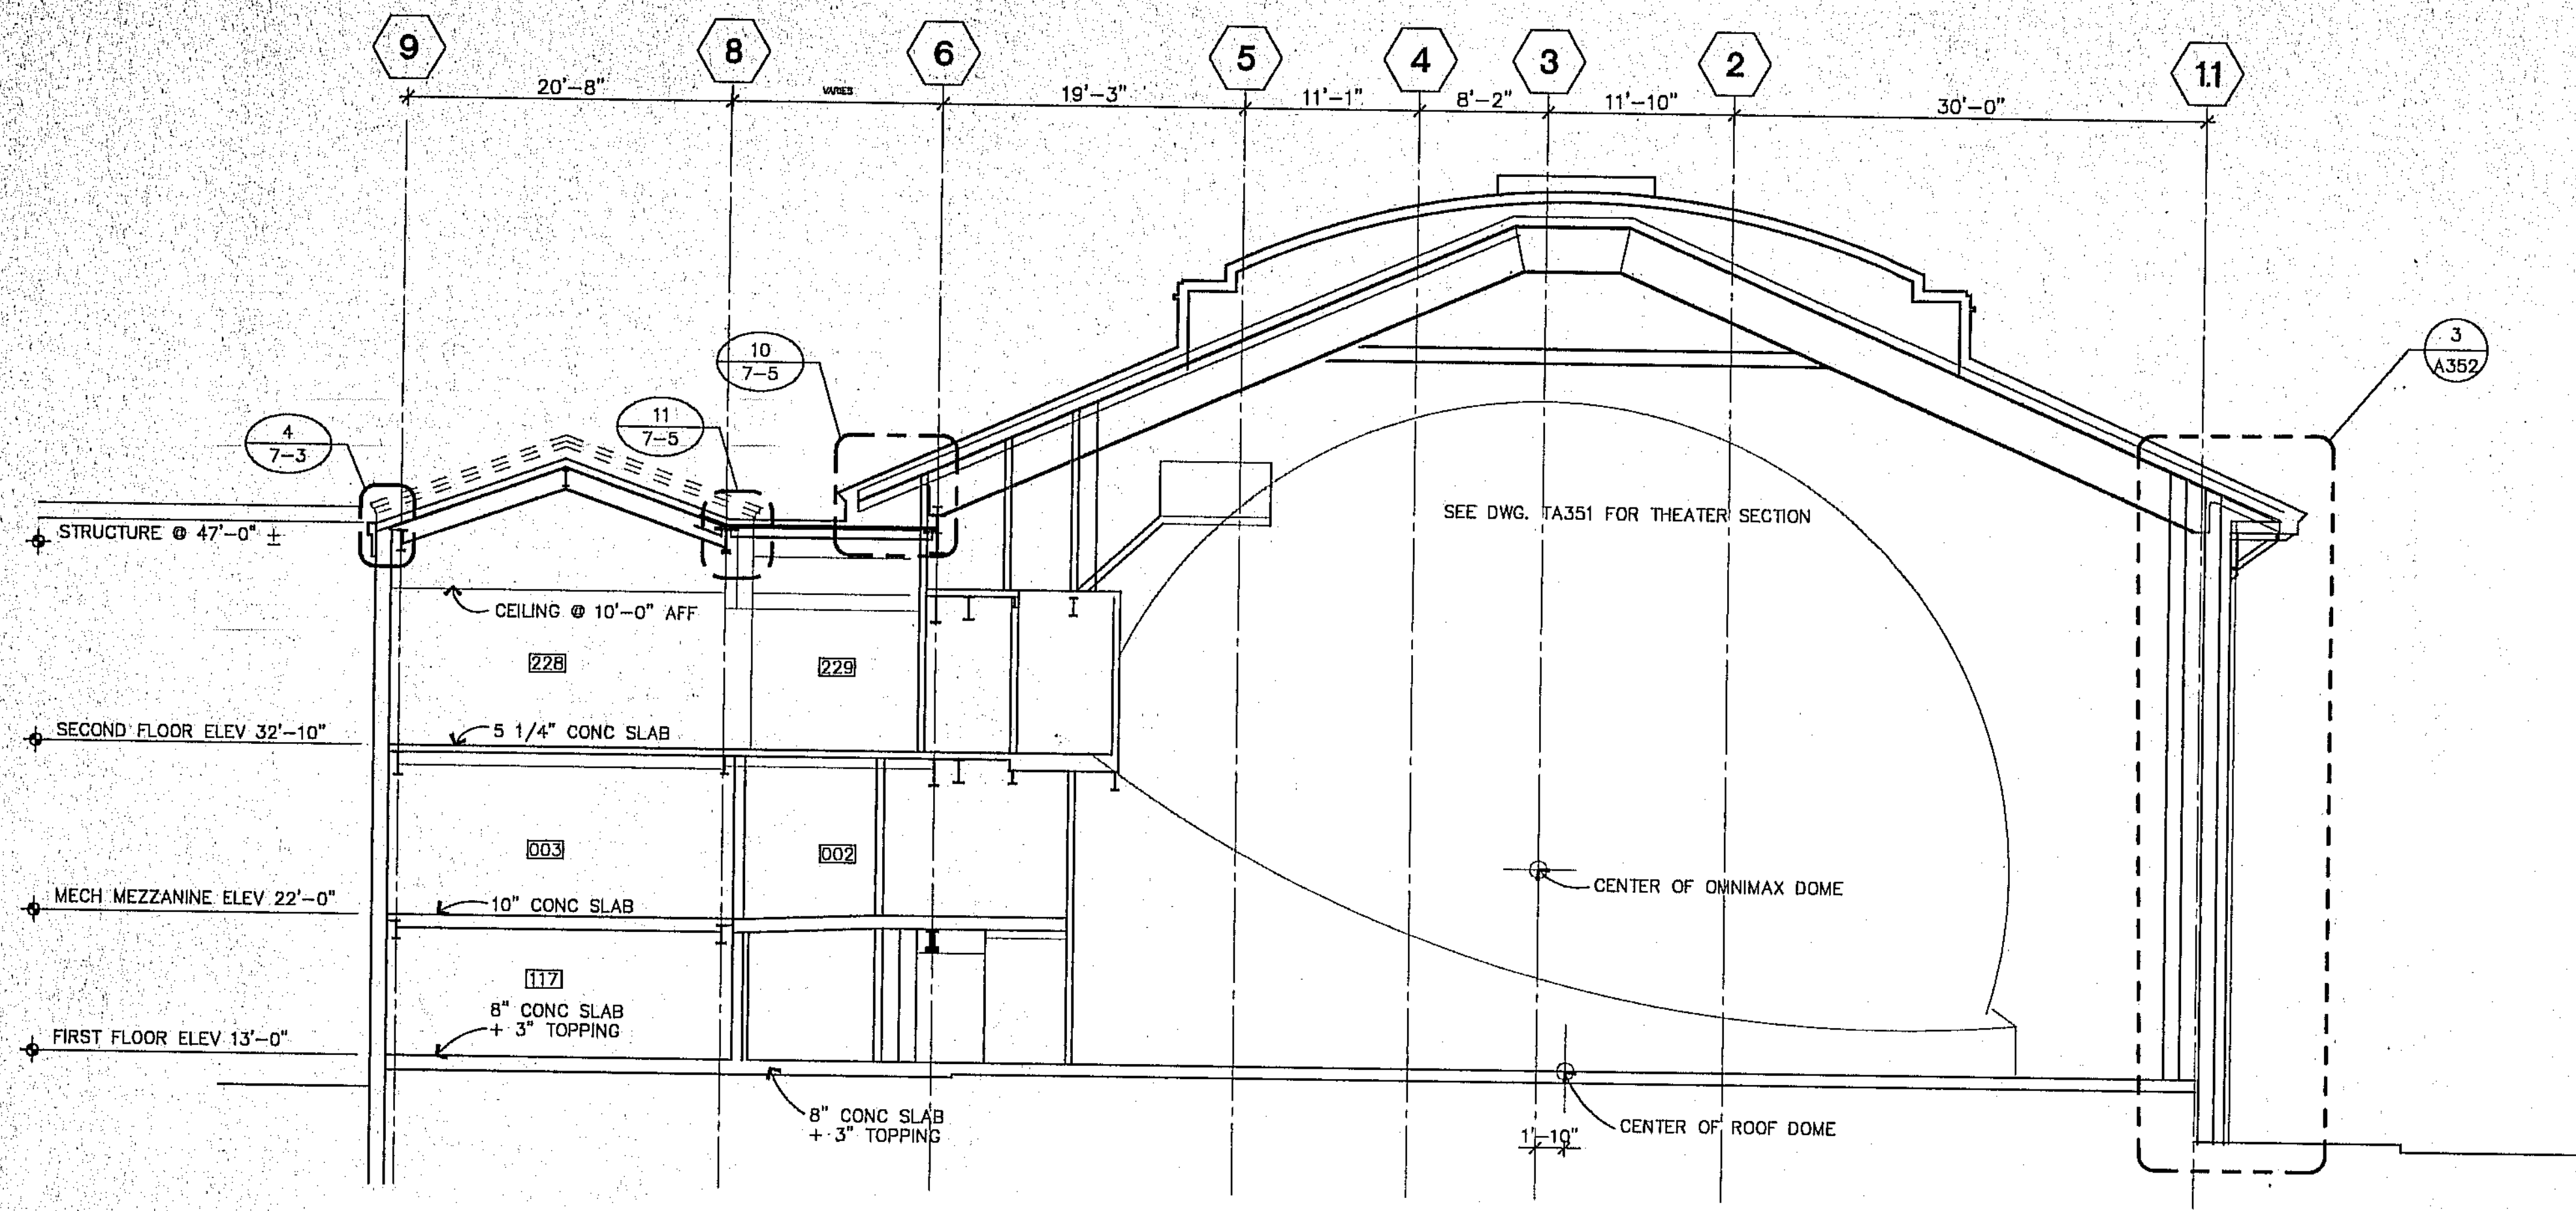 9
8
6
5
4
3
2
1.1
20'-8"
VARIES
19'-3"
11'-1"
8'-2"
11'-10"
30'-0"
3
A352
10
7-5
11
7-5
4
7-3
STRUCTURE @ 47'-0" ±
SEE DWG. TA351 FOR THEATER SECTION
CEILING @ 10'-0" AFF
228
229
SECOND FLOOR ELEV 32'-10"
5 1/4" CONC SLAB
003
002
CENTER OF OMNIMAX DOME
MECH MEZZANINE ELEV 22'-0"
10" CONC SLAB
117
8" CONC SLAB
+ 3" TOPPING
FIRST FLOOR ELEV 13'-0"
8" CONC SLAB
+ 3" TOPPING
CENTER OF ROOF DOME
1'-10"